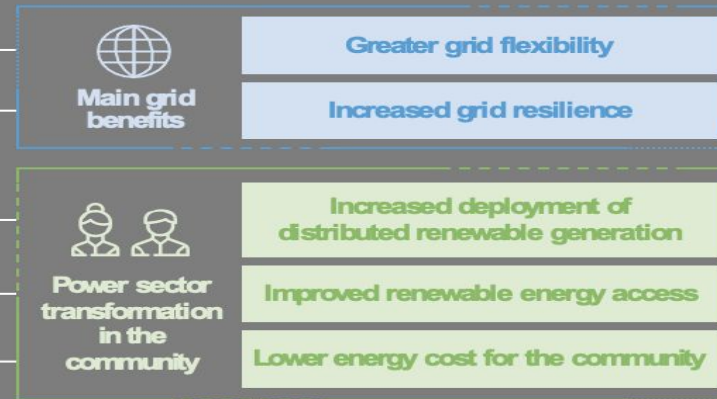 Main grid
benefits
Greater grid flexibility
Increased grid resilience
Power sector
transformation
in the
community
Increased deployment of
distributed renewable generation
Improved renewable energy access
Lower energy cost for the community